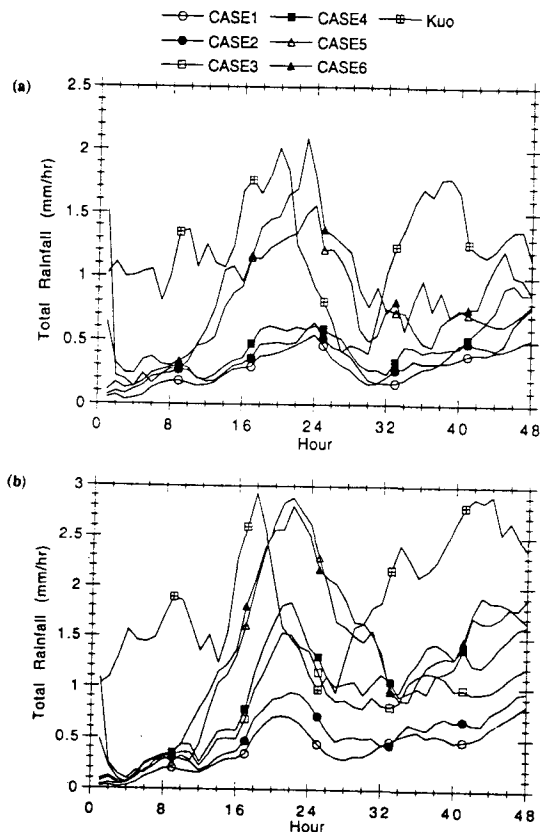 CASE1 CASE4 Kuo
CASE2 CASE5
CASE3 CASE6
(a)
2.5
2
1.5
1
0.5
0
Total Rainfall (mm/hr)
0 8 16 24 32 40 48
Hour
(b)
3
2.5
2
1.5
1
0.5
0
Total Rainfall (mm/hr)
0 8 16 24 32 40 48
Hour